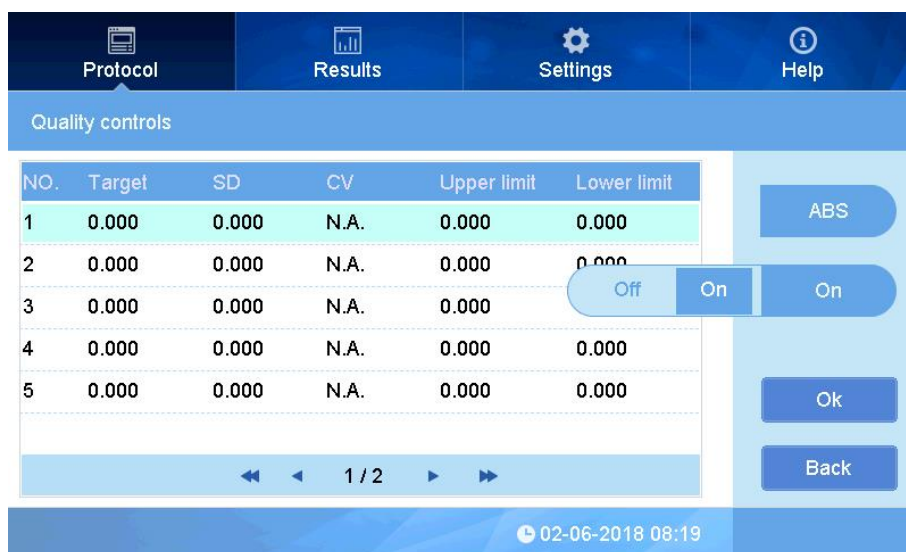 Protocol Results Settings Help
Quality controls
NO. Target SD CV Upper limit Lower limit
1 0.000 0.000 N.A. 0.000 0.000
ABS
2 0.000 0.000 N.A. 0.000 0.000
Off On On
3 0.000 0.000 N.A. 0.000
4 0.000 0.000 N.A. 0.000 0.000
5 0.000 0.000 N.A. 0.000 0.000
Ok
1 / 2
Back
02-06-2018 08:19